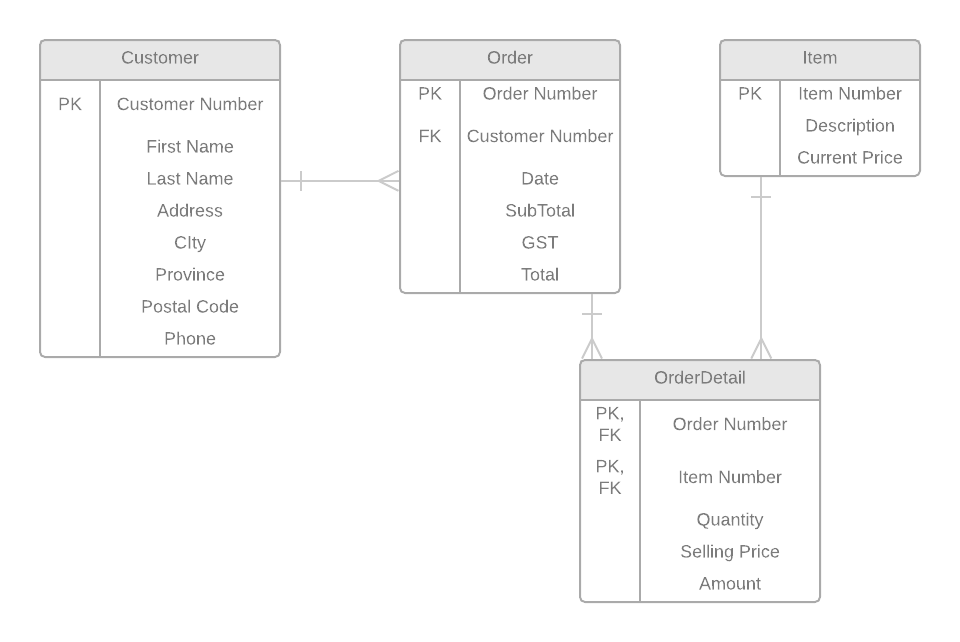 Customer
PK Customer Number
First Name
Last Name
Address
CIty
Province
Postal Code
Phone
Order
PK Order Number
FK Customer Number
Date
SubTotal
GST
Total
Item
PK Item Number
Description
Current Price
OrderDetail
PK,
FK
Order Number
PK,
FK
Item Number
Quantity
Selling Price
Amount